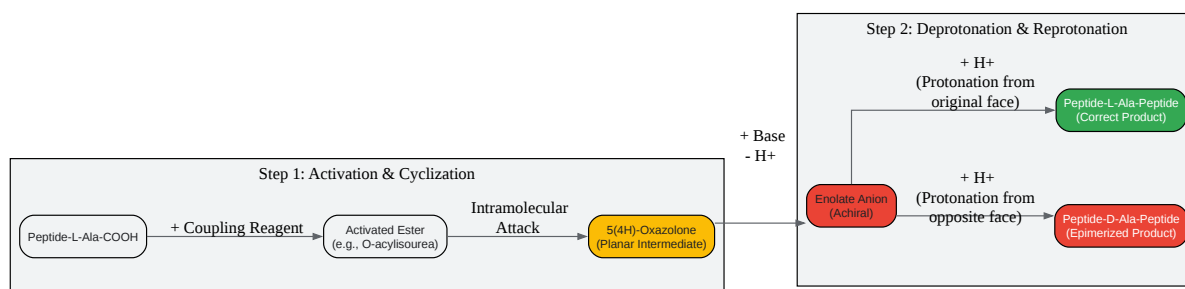 Step 1: Activation & Cyclization
Peptide-L-Ala-COOH
+ Coupling Reagent
Activated Ester
(e.g., O-acylisourea)
Intramolecular
Attack
5(4H)-Oxazolone
(Planar Intermediate)
+ Base
- H+
Step 2: Deprotonation & Reprotonation
Enolate Anion
(Achiral)
+ H+
(Protonation from
original face)
Peptide-L-Ala-Peptide
(Correct Product)
+ H+
(Protonation from
opposite face)
Peptide-D-Ala-Peptide
(Epimerized Product)